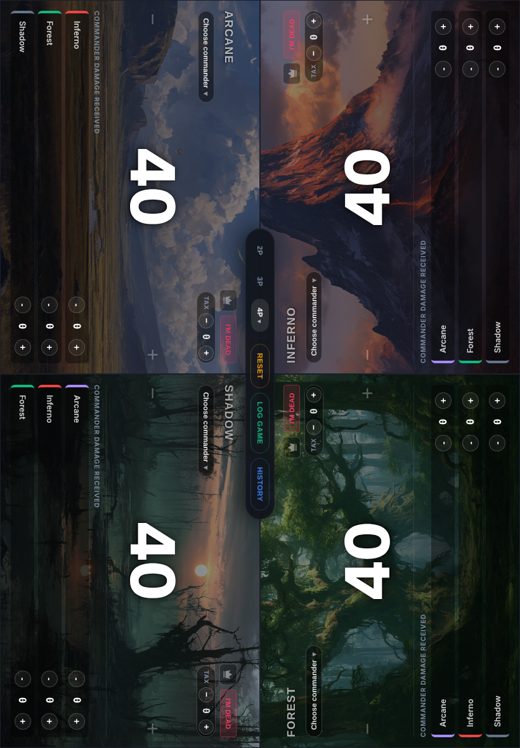 ARCANE
Choose commander ▾
−
40
+
TAX − 0 +
I'M DEAD
COMMANDER DAMAGE RECEIVED
Inferno - 0 +
Forest - 0 +
Shadow - 0 +
INFERNO
Choose commander ▾
−
40
+
TAX − 0 +
I'M DEAD
COMMANDER DAMAGE RECEIVED
Arcane - 0 +
Forest - 0 +
Shadow - 0 +
2P
3P
4P ▾
RESET
LOG GAME
HISTORY
SHADOW
Choose commander ▾
−
40
+
TAX − 0 +
I'M DEAD
COMMANDER DAMAGE RECEIVED
Arcane - 0 +
Inferno - 0 +
Forest - 0 +
FOREST
Choose commander ▾
−
40
+
TAX − 0 +
I'M DEAD
COMMANDER DAMAGE RECEIVED
Arcane - 0 +
Inferno - 0 +
Shadow - 0 +